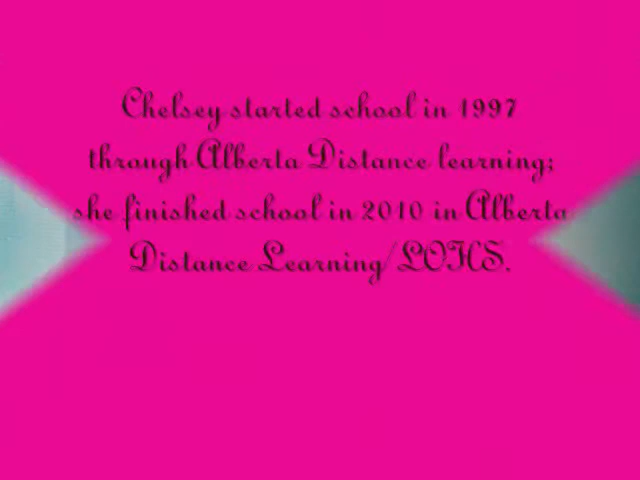 Chelsey started school in 1997
through Alberta Distance learning;
she finished school in 2010 in Alberta
Distance Learning/LOHS.